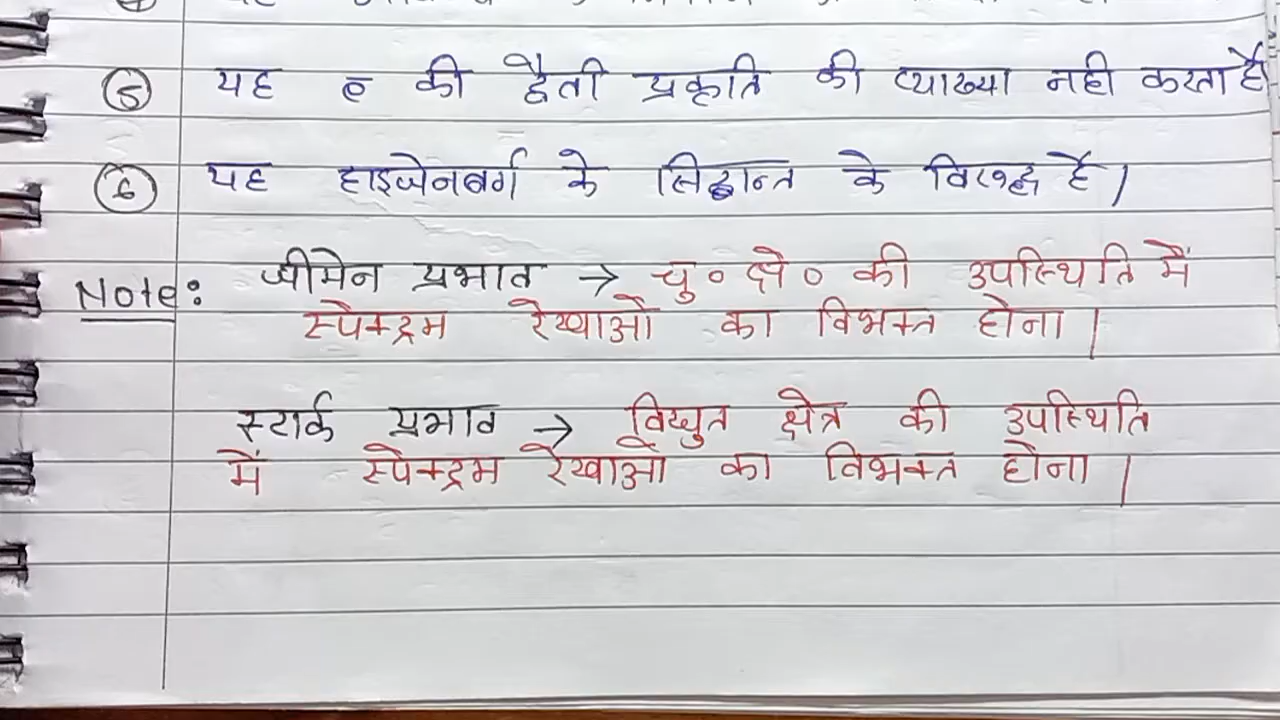 ⑤ यह ē की द्वैती प्रकृति की व्याख्या नही करता है
⑥ यह हाइजेनबर्ग के सिद्धान्त के विरुद्ध है।
Note: जीमेन प्रभाव → चु० क्षे० की उपस्थिति में
स्पेक्ट्रम रेखाओं का विभक्त होना।
स्टार्क प्रभाव → विद्युत क्षेत्र की उपस्थिति
में स्पेक्ट्रम रेखाओं का विभक्त होना।